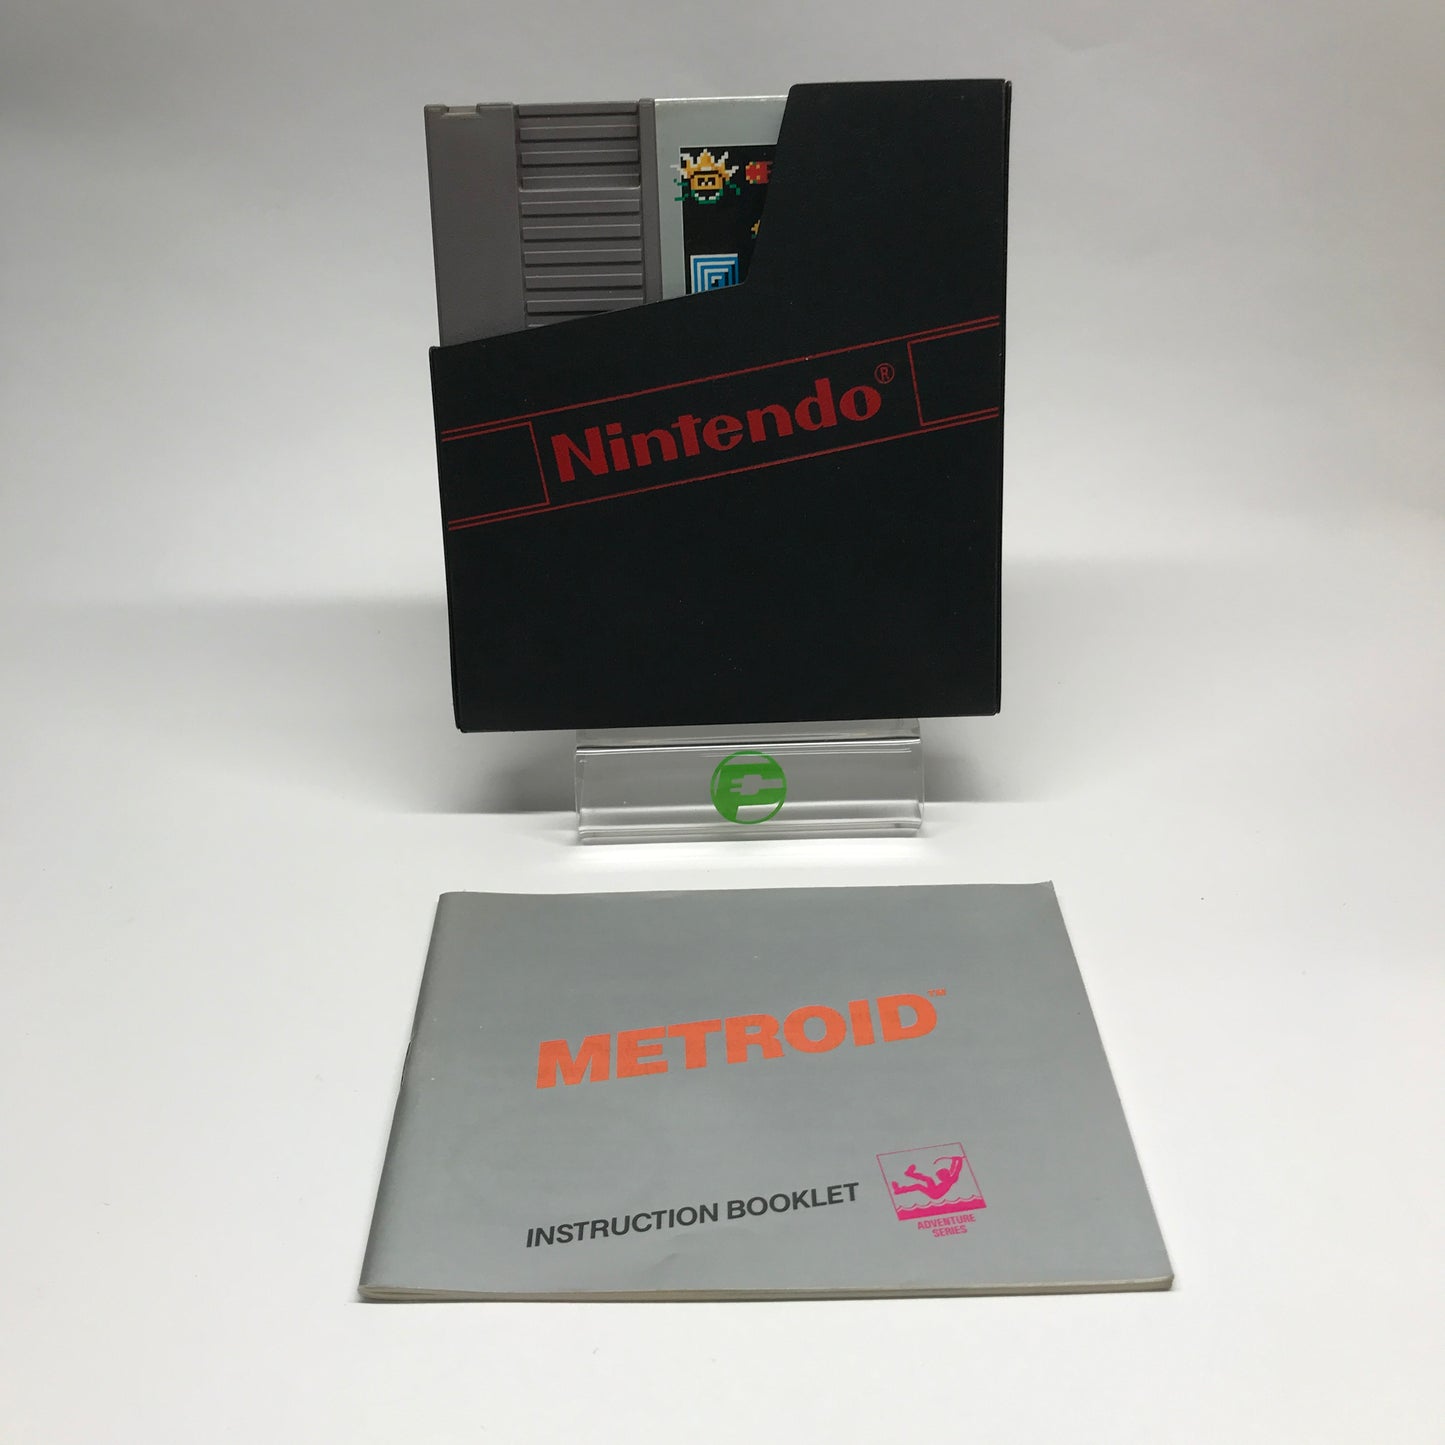 Nintendo®
METROID™
INSTRUCTION BOOKLET
ADVENTURE
SERIES